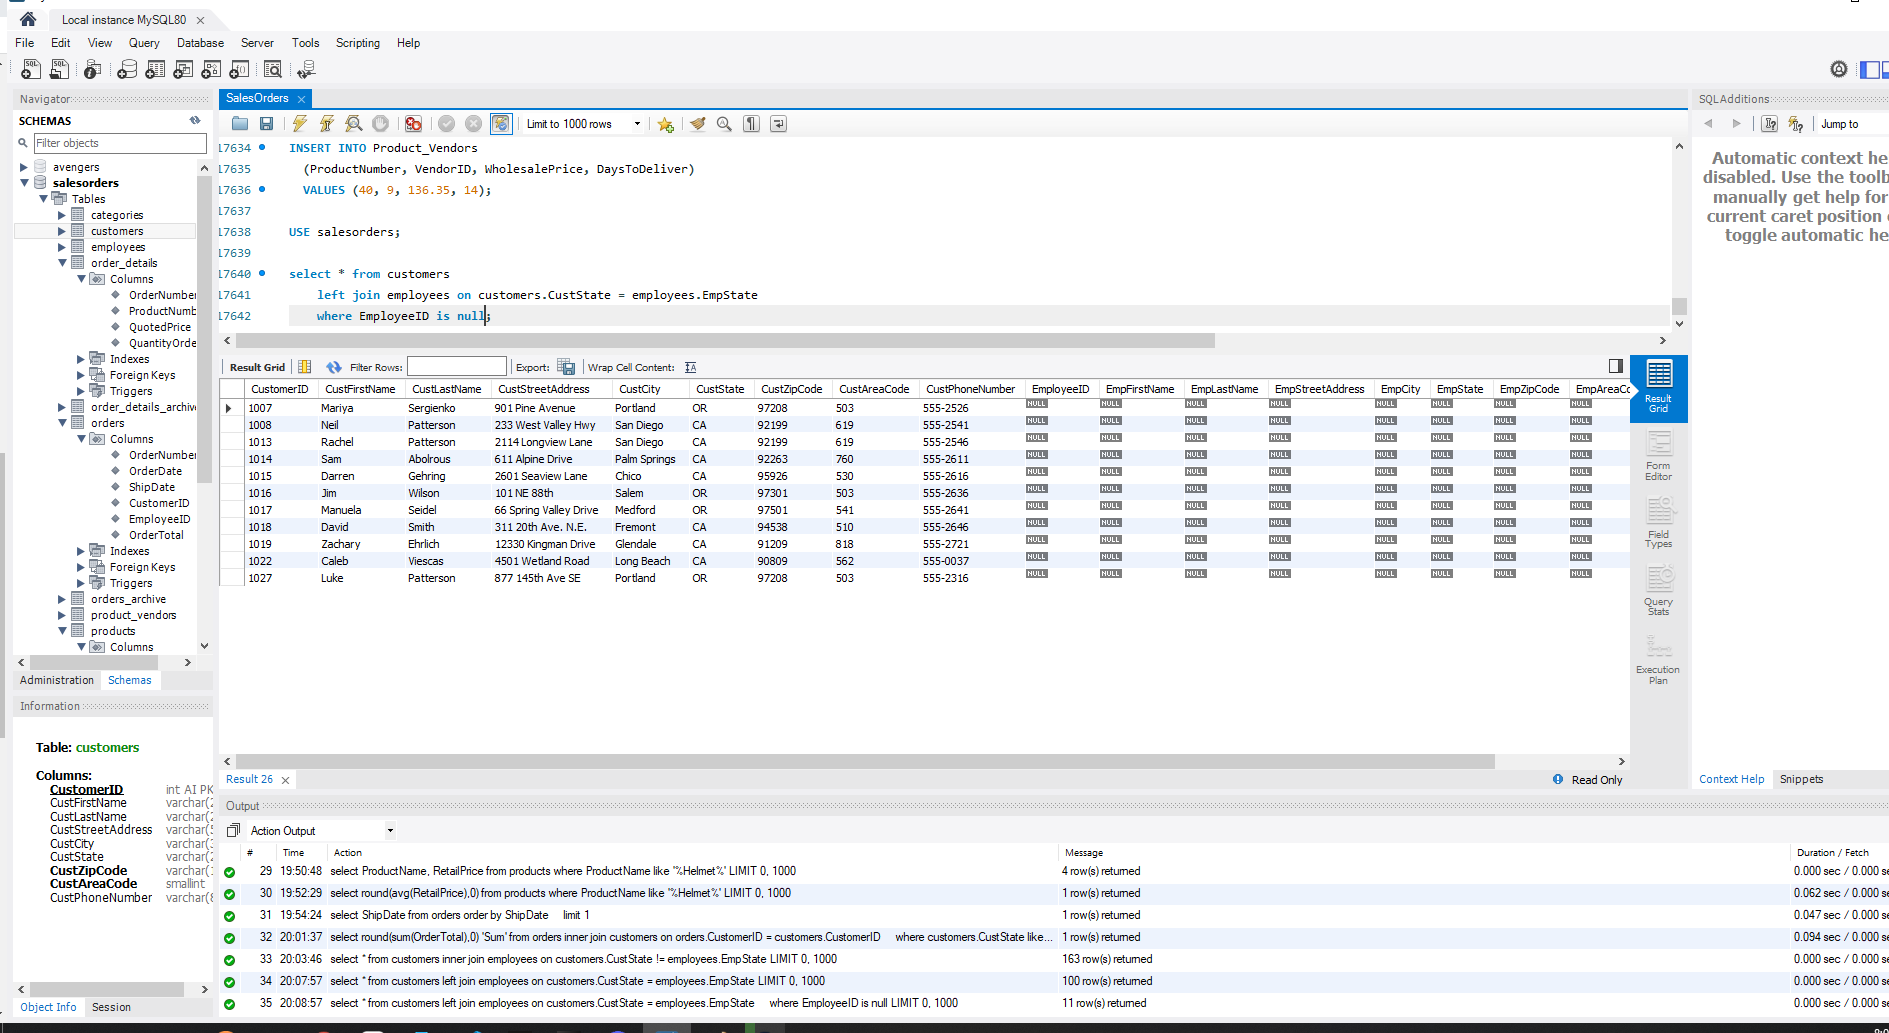 Local instance MySQL80
File Edit View Query Database Server Tools Scripting Help
Navigator
SCHEMAS
Filter objects
avengers
salesorders
Tables
categories
customers
employees
order_details
Columns
OrderNumber
ProductNumb
QuotedPrice
QuantityOrde
Indexes
Foreign Keys
Triggers
order_details_archiv
orders
Columns
OrderNumber
OrderDate
ShipDate
CustomerID
EmployeeID
OrderTotal
Indexes
Foreign Keys
Triggers
orders_archive
product_vendors
products
Columns
Administration Schemas
Information
Table: customers
Columns:
CustomerID int AI PK
CustFirstName varchar(2
CustLastName varchar(2
CustStreetAddress varchar(5
CustCity varchar(3
CustState varchar(2
CustZipCode varchar(1
CustAreaCode smallint
CustPhoneNumber varchar(8
Object Info Session
SalesOrders
Limit to 1000 rows
17634 INSERT INTO Product_Vendors
17635 (ProductNumber, VendorID, WholesalePrice, DaysToDeliver)
17636 VALUES (40, 9, 136.35, 14);
17637
17638 USE salesorders;
17639
17640 select * from customers
17641 left join employees on customers.CustState = employees.EmpState
17642 where EmployeeID is null;
Result Grid Filter Rows: Export: Wrap Cell Content:
CustomerID CustFirstName CustLastName CustStreetAddress CustCity CustState CustZipCode CustAreaCode CustPhoneNumber EmployeeID EmpFirstName EmpLastName EmpStreetAddress EmpCity EmpState EmpZipCode EmpAreaCo
1007 Mariya Sergienko 901 Pine Avenue Portland OR 97208 503 555-2526 NULL NULL NULL NULL NULL NULL NULL NULL
1008 Neil Patterson 233 West Valley Hwy San Diego CA 92199 619 555-2541 NULL NULL NULL NULL NULL NULL NULL NULL
1013 Rachel Patterson 2114 Longview Lane San Diego CA 92199 619 555-2546 NULL NULL NULL NULL NULL NULL NULL NULL
1014 Sam Abolrous 611 Alpine Drive Palm Springs CA 92263 760 555-2611 NULL NULL NULL NULL NULL NULL NULL NULL
1015 Darren Gehring 2601 Seaview Lane Chico CA 95926 530 555-2616 NULL NULL NULL NULL NULL NULL NULL NULL
1016 Jim Wilson 101 NE 88th Salem OR 97301 503 555-2636 NULL NULL NULL NULL NULL NULL NULL NULL
1017 Manuela Seidel 66 Spring Valley Drive Medford OR 97501 541 555-2641 NULL NULL NULL NULL NULL NULL NULL NULL
1018 David Smith 311 20th Ave. N.E. Fremont CA 94538 510 555-2646 NULL NULL NULL NULL NULL NULL NULL NULL
1019 Zachary Ehrlich 12330 Kingman Drive Glendale CA 91209 818 555-2721 NULL NULL NULL NULL NULL NULL NULL NULL
1022 Caleb Viescas 4501 Wetland Road Long Beach CA 90809 562 555-0037 NULL NULL NULL NULL NULL NULL NULL NULL
1027 Luke Patterson 877 145th Ave SE Portland OR 97208 503 555-2316 NULL NULL NULL NULL NULL NULL NULL NULL
Result Grid
Form Editor
Field Types
Query Stats
Execution Plan
Result 26
Read Only
Output
Action Output
# Time Action Message Duration / Fetch
29 19:50:48 select ProductName, RetailPrice from products where ProductName like '%Helmet%' LIMIT 0, 1000 4 row(s) returned 0.000 sec / 0.000 se
30 19:52:29 select round(avg(RetailPrice),0) from products where ProductName like '%Helmet%' LIMIT 0, 1000 1 row(s) returned 0.062 sec / 0.000 se
31 19:54:24 select ShipDate from orders order by ShipDate limit 1 1 row(s) returned 0.047 sec / 0.000 se
32 20:01:37 select round(sum(OrderTotal),0) 'Sum' from orders inner join customers on orders.CustomerID = customers.CustomerID where customers.CustState like... 1 row(s) returned 0.094 sec / 0.000 se
33 20:03:46 select * from customers inner join employees on customers.CustState != employees.EmpState LIMIT 0, 1000 163 row(s) returned 0.000 sec / 0.000 se
34 20:07:57 select * from customers left join employees on customers.CustState = employees.EmpState LIMIT 0, 1000 100 row(s) returned 0.000 sec / 0.000 se
35 20:08:57 select * from customers left join employees on customers.CustState = employees.EmpState where EmployeeID is null LIMIT 0, 1000 11 row(s) returned 0.000 sec / 0.000 se
SQLAdditions
Jump to
Automatic context he
disabled. Use the toolb
manually get help for
current caret position
toggle automatic he
Context Help Snippets